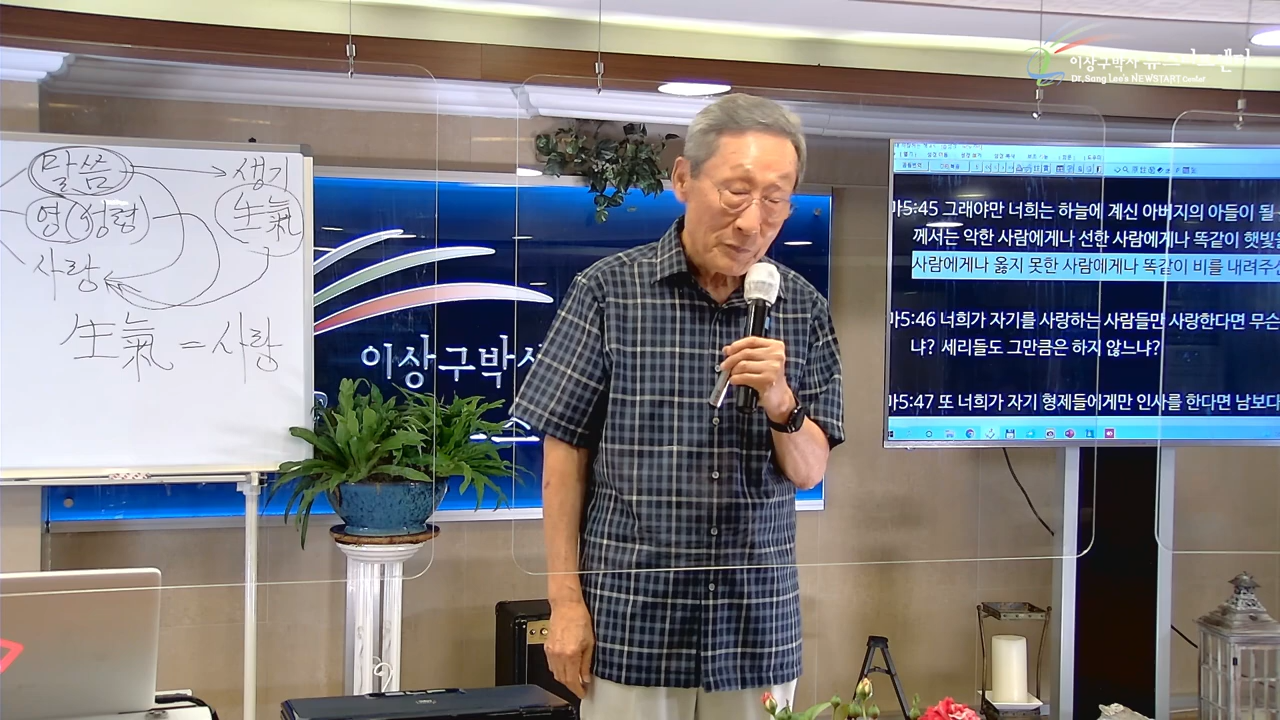 말씀
생기
영 (성령)
生氣
사랑
生氣 = 사랑
이상구박사
이상구박사
Dr. Sang Lee's NEWSTART Center
마5:45 그래야만 너희는 하늘에 계신 아버지의 아들이 될
께서는 악한 사람에게나 선한 사람에게나 똑같이 햇빛을
사람에게나 옳지 못한 사람에게나 똑같이 비를 내려주
마5:46 너희가 자기를 사랑하는 사람들만 사랑한다면 무슨
냐? 세리들도 그만큼은 하지 않느냐?
마5:47 또 너희가 자기 형제들에게만 인사를 한다면 남보다